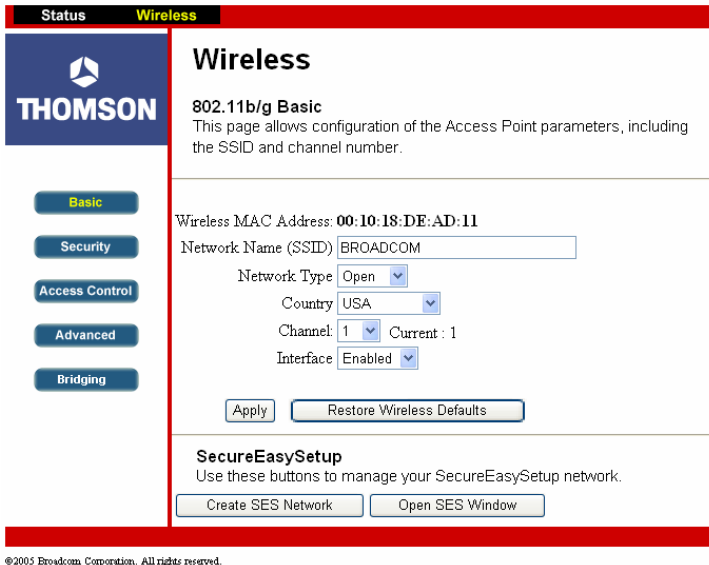 Status Wireless
THOMSON
Basic
Security
Access Control
Advanced
Bridging
Wireless
802.11b/g Basic
This page allows configuration of the Access Point parameters, including
the SSID and channel number.
Wireless MAC Address: 00:10:18:DE:AD:11
Network Name (SSID) BROADCOM
Network Type Open
Country USA
Channel: 1 Current : 1
Interface Enabled
Apply Restore Wireless Defaults
SecureEasySetup
Use these buttons to manage your SecureEasySetup network.
Create SES Network Open SES Window
©2005 Broadcom Corporation. All rights reserved.